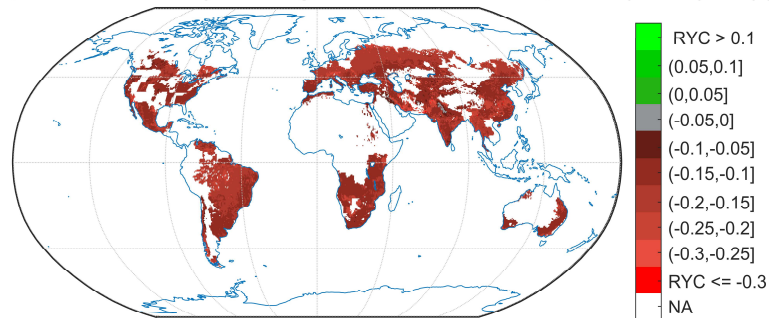 RYC > 0.1
(0.05,0.1]
(0,0.05]
(-0.05,0]
(-0.1,-0.05]
(-0.15,-0.1]
(-0.2,-0.15]
(-0.25,-0.2]
(-0.3,-0.25]
RYC <= -0.3
NA